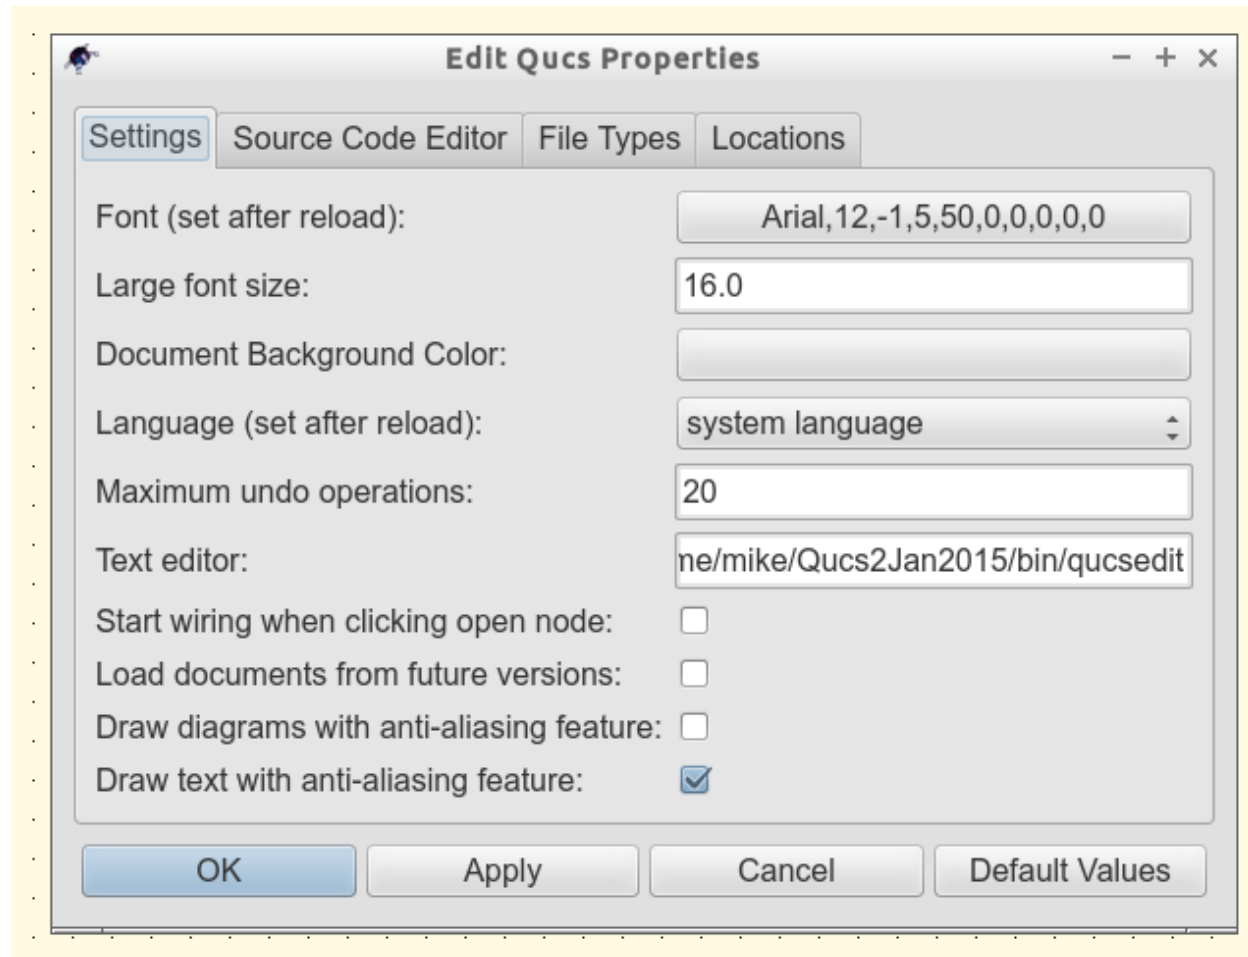 Edit Qucs Properties
Settings Source Code Editor File Types Locations
Font (set after reload): Arial,12,-1,5,50,0,0,0,0,0
Large font size: 16.0
Document Background Color:
Language (set after reload): system language
Maximum undo operations: 20
Text editor: me/mike/Qucs2Jan2015/bin/qucsedit
Start wiring when clicking open node:
Load documents from future versions:
Draw diagrams with anti-aliasing feature:
Draw text with anti-aliasing feature:
OK Apply Cancel Default Values